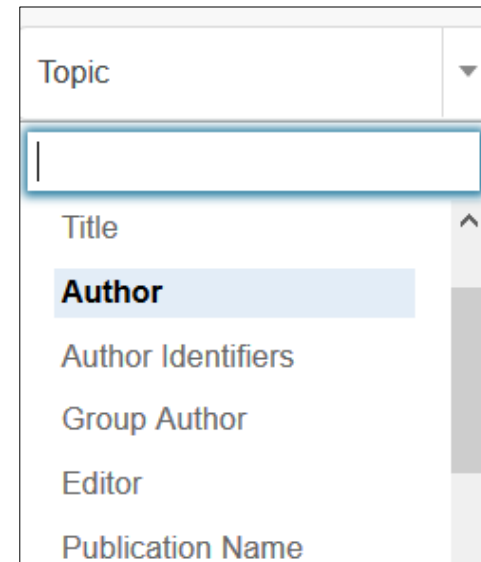 Topic
Title
Author
Author Identifiers
Group Author
Editor
Publication Name